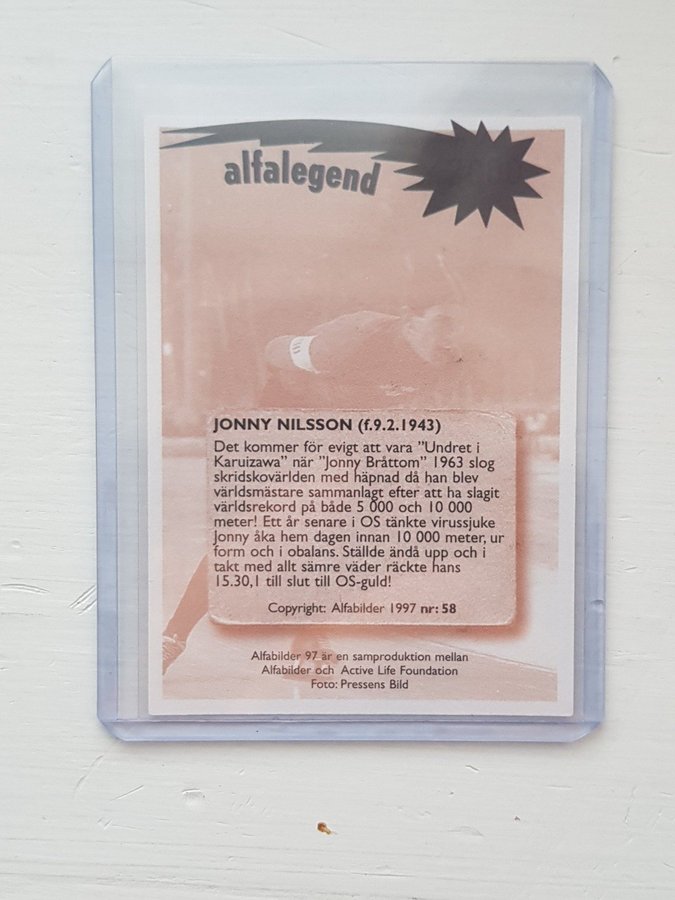 alfalegend
JONNY NILSSON (f.9.2.1943)
Det kommer för evigt att vara ”Undret i
Karuizawa” när ”Jonny Bråttom” 1963 slog
skridskovärlden med häpnad då han blev
världsmästare sammanlagt efter att ha slagit
världsrekord på både 5 000 och 10 000
meter! Ett år senare i OS tänkte virussjuke
Jonny åka hem dagen innan 10 000 meter, ur
form och i obalans. Ställde ändå upp och i
takt med allt sämre väder räckte hans
15.30,1 till slut till OS-guld!
Copyright: Alfabilder 1997 nr: 58
Alfabilder 97 är en samproduktion mellan
Alfabilder och Active Life Foundation
Foto: Pressens Bild